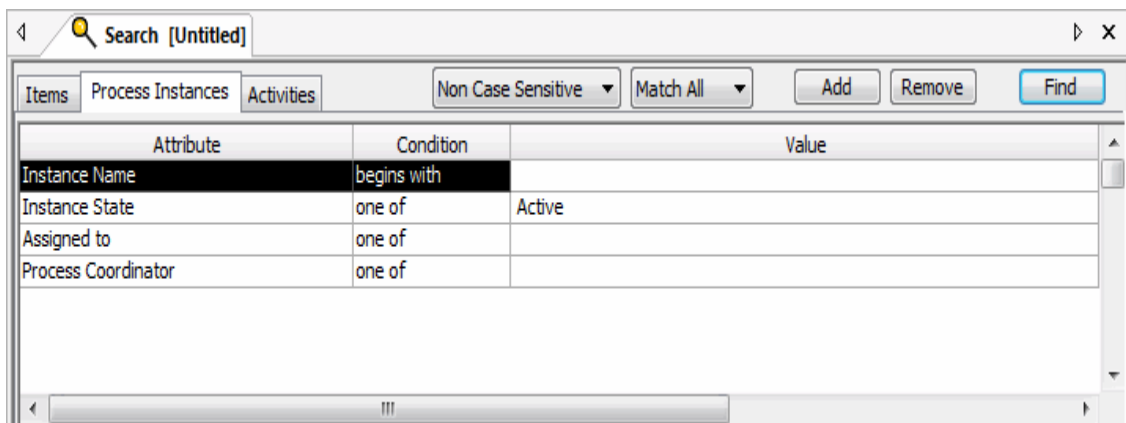 Search [Untitled]
Items Process Instances Activities Non Case Sensitive Match All Add Remove Find
Attribute Condition Value
Instance Name begins with
Instance State one of Active
Assigned to one of
Process Coordinator one of